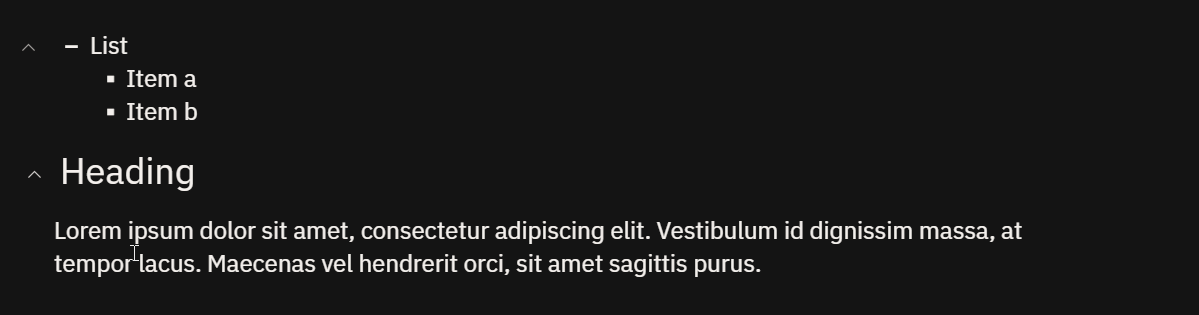 – List
▪ Item a
▪ Item b
Heading
Lorem ipsum dolor sit amet, consectetur adipiscing elit. Vestibulum id dignissim massa, at
tempor lacus. Maecenas vel hendrerit orci, sit amet sagittis purus.